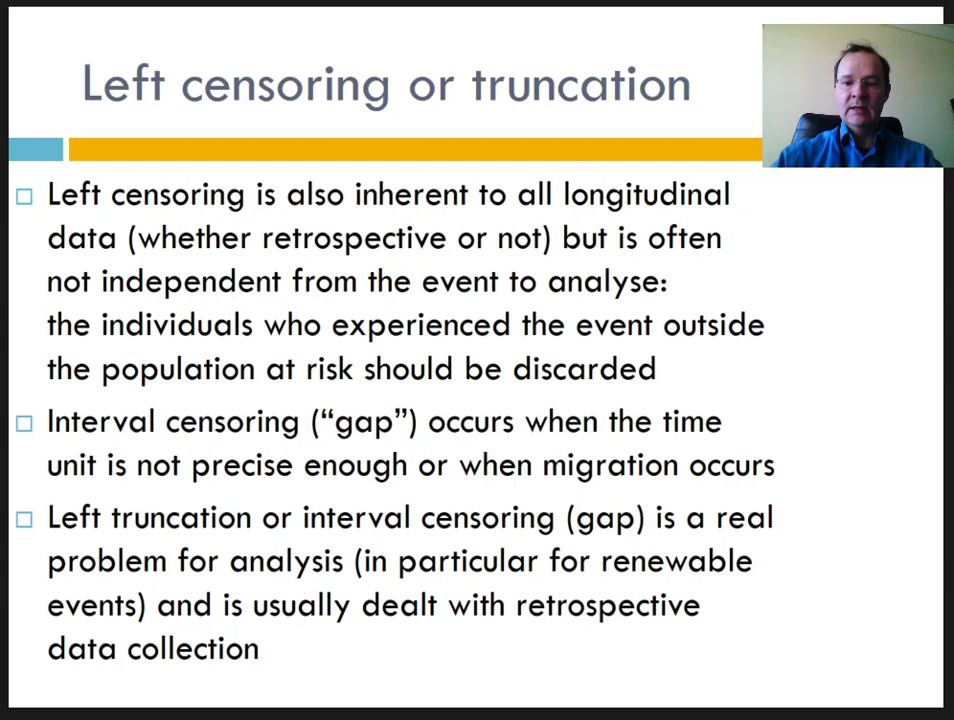 Left censoring or truncation
Left censoring is also inherent to all longitudinal
data (whether retrospective or not) but is often
not independent from the event to analyse:
the individuals who experienced the event outside
the population at risk should be discarded
Interval censoring (“gap”) occurs when the time
unit is not precise enough or when migration occurs
Left truncation or interval censoring (gap) is a real
problem for analysis (in particular for renewable
events) and is usually dealt with retrospective
data collection